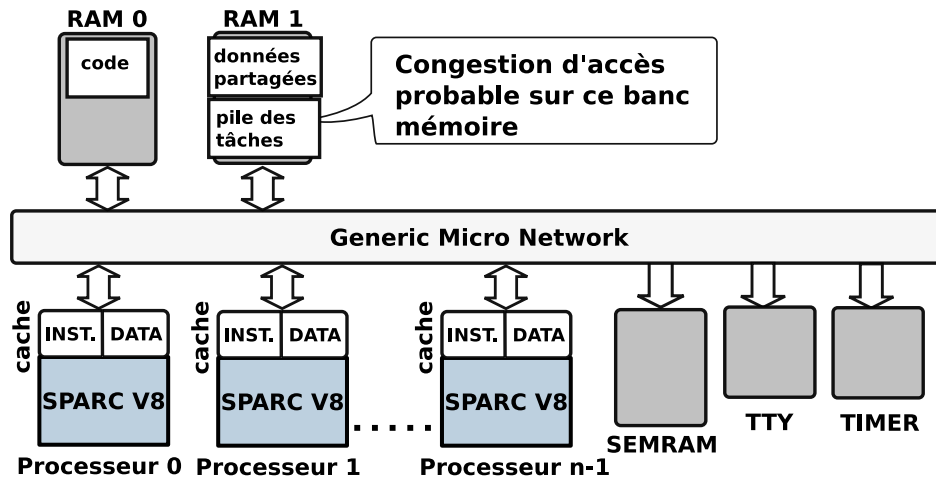 RAM 0
RAM 1
code
données
partagées
pile des
tâches
Congestion d'accès
probable sur ce banc
mémoire
Generic Micro Network
cache
INST.
DATA
SPARC V8
Processeur 0
cache
INST.
DATA
SPARC V8
Processeur 1
.....
cache
INST.
DATA
SPARC V8
Processeur n-1
SEMRAM
TTY
TIMER